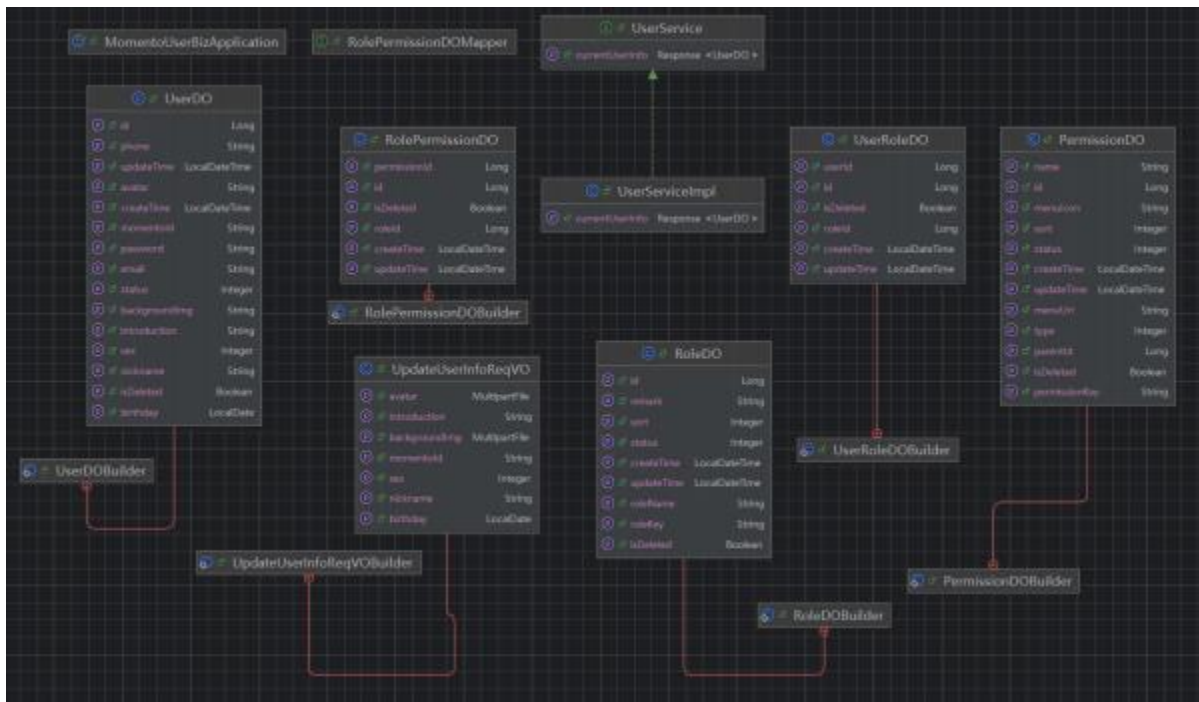 MomentoUserBizApplication
RolePermissionDOMapper
UserService
currentUserInfo Response <UserDO>
UserDO
id Long
phone String
updateTime LocalDateTime
avatar String
createTime LocalDateTime
momentoId String
password String
email String
status Integer
backgroundImg String
introduction String
sex Integer
nickname String
isDeleted Boolean
birthday LocalDate
RolePermissionDO
permissionId Long
id Long
isDeleted Boolean
roleId Long
createTime LocalDateTime
updateTime LocalDateTime
UserServiceImpl
currentUserInfo Response <UserDO>
UserRoleDO
userId Long
id Long
isDeleted Boolean
roleId Long
createTime LocalDateTime
updateTime LocalDateTime
PermissionDO
name String
id Long
menuIcon String
sort Integer
status Integer
createTime LocalDateTime
updateTime LocalDateTime
menuUrl String
type Integer
parentId Long
isDeleted Boolean
permissionKey String
RolePermissionDOBuilder
UpdateUserInfoReqVO
avatar MultipartFile
introduction String
backgroundImg MultipartFile
momentoId String
sex Integer
nickname String
birthday LocalDate
RoleDO
id Long
remark String
sort Integer
status Integer
createTime LocalDateTime
updateTime LocalDateTime
roleName String
roleKey String
isDeleted Boolean
UserDOBuilder
UserRoleDOBuilder
UpdateUserInfoReqVOBuilder
PermissionDOBuilder
RoleDOBuilder